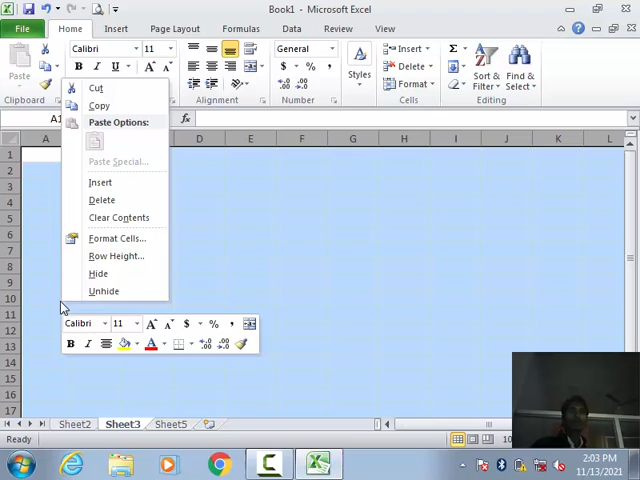 Book1 - Microsoft Excel
File Home Insert Page Layout Formulas Data Review View
Calibri 11 General Insert
Paste B I U A A $ % , Styles Delete Sort & Filter Find & Select
Format
Clipboard Alignment Number Cells Editing
A1 fx
A D E F G H I J K L
1
2
3
4
5
6
7
8
9
10
11
12
13
14
15
16
17
Cut
Copy
Paste Options:
Paste Special...
Insert
Delete
Clear Contents
Format Cells...
Row Height...
Hide
Unhide
Calibri 11 A A $ % ,
B I A
Sheet2 Sheet3 Sheet5
Ready 10
2:03 PM
11/13/2021